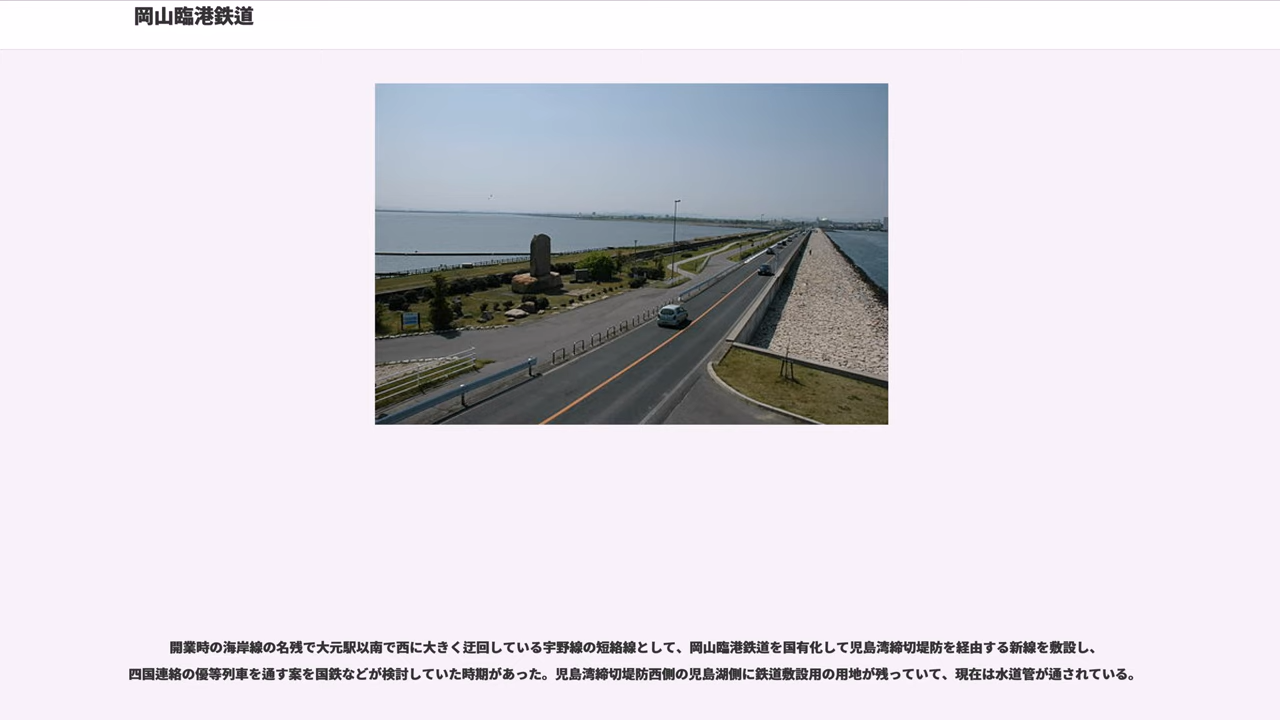 岡山臨港鉄道
開業時の海岸線の名残で大元駅以南で西に大きく迂回している宇野線の短絡線として、岡山臨港鉄道を国有化して児島湾締切堤防を経由する新線を敷設し、
四国連絡の優等列車を通す案を国鉄などが検討していた時期があった。児島湾締切堤防西側の児島湖側に鉄道敷設用の用地が残っていて、現在は水道管が通されている。